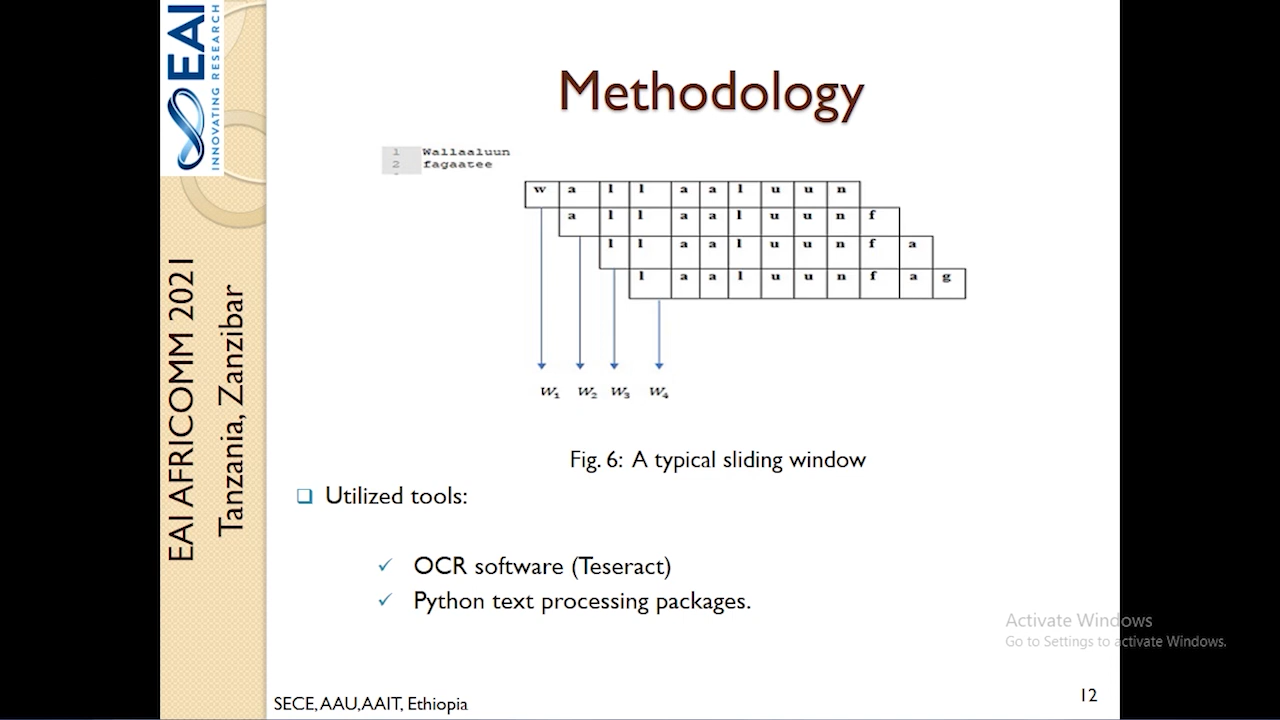 EAI
INNOVATING RESEARCH
EAI AFRICOMM 2021
Tanzania, Zanzibar
Methodology
1 Wallaaluun
2 fagaatee
w a l l a a l u u n
a l l a a l u u n f
l l a a l u u n f a
l a a l u u n f a g
W1 W2 W3 W4
Fig. 6: A typical sliding window
❑ Utilized tools:
✓ OCR software (Teseract)
✓ Python text processing packages.
Activate Windows
Go to Settings to activate Windows.
SECE, AAU,AAIT, Ethiopia
12